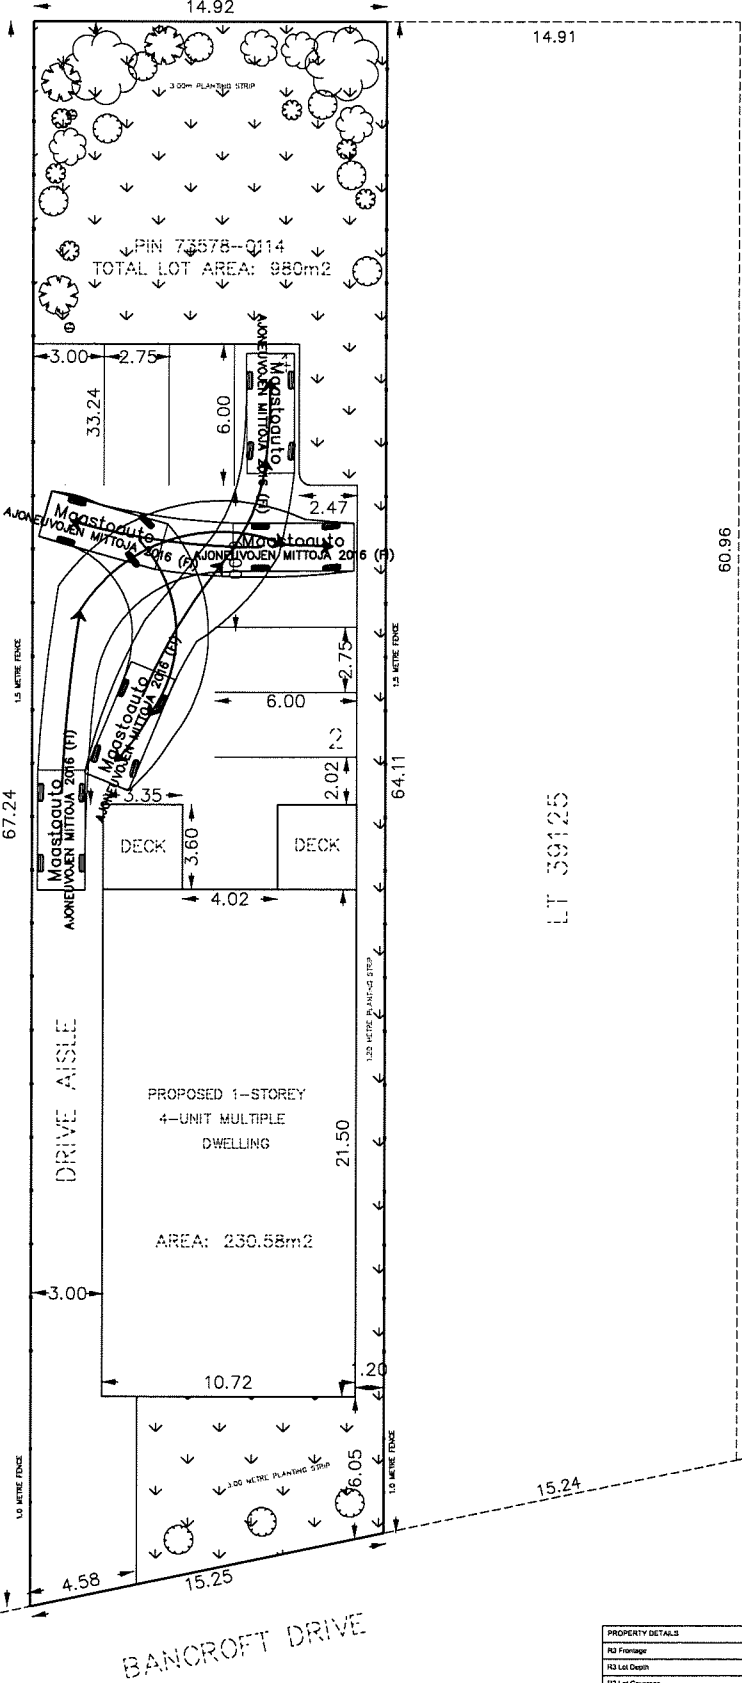 14.92
14.91
3.00m PLANTING STRIP
PIN 73578-0114
TOTAL LOT AREA: 980m2
3.00
2.75
33.24
6.00
AJONEUVOJEN MITTOJA 2016 (FI)
Maastoauto
2.47
Maastoauto
AJONEUVOJEN MITTOJA 2016 (FI)
Maastoauto
AJONEUVOJEN MITTOJA 2016 (FI)
60.96
1.5 METRE FENCE
1.5 METRE FENCE
2.75
6.00
2
Maastoauto
AJONEUVOJEN MITTOJA 2016 (FI)
Maastoauto
AJONEUVOJEN MITTOJA 2016 (FI)
67.24
64.11
3.35
2.02
DECK
3.60
DECK
4.02
LT 39125
1.20 METRE PLANTING STRIP
DRIVE AISLE
PROPOSED 1-STOREY
4-UNIT MULTIPLE
DWELLING
21.50
AREA: 230.58m2
3.00
.20
10.72
6.05
3.00 METRE PLANTING STRIP
1.0 METRE FENCE
1.0 METRE FENCE
15.24
4.58
15.25
BANCROFT DRIVE
PROPERTY DETAILS
R3 Frontage
R3 Lot Depth